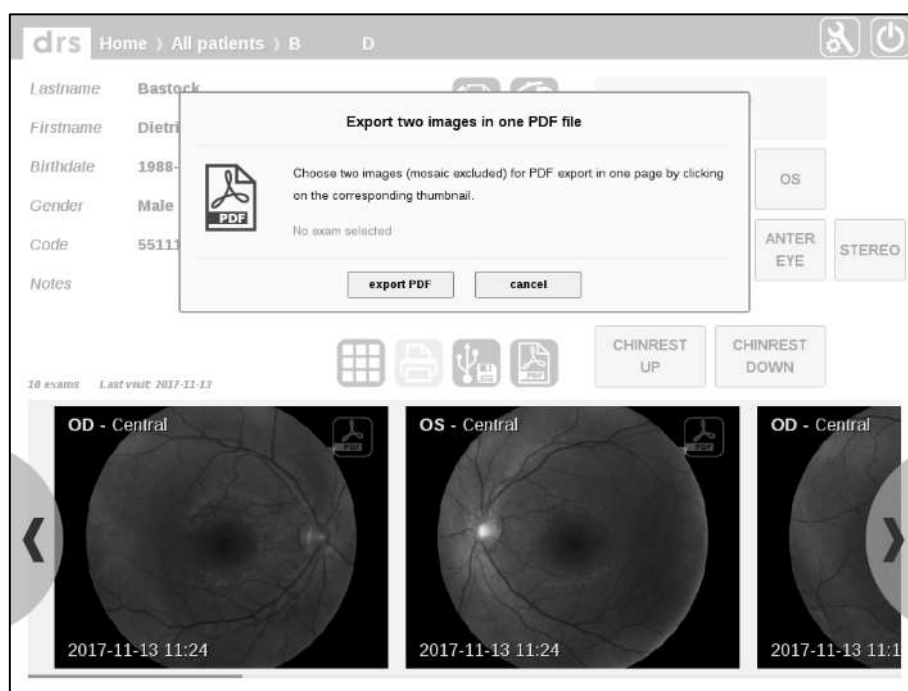 drs Home 〉 All patients 〉 B D
Lastname Bastock
Firstname Dietri
Birthdate 1988-
Gender Male
Code 55111
Notes
Export two images in one PDF file
Choose two images (mosaic excluded) for PDF export in one page by clicking
on the corresponding thumbnail.
No exam selected
PDF
export PDF cancel
OS
ANTER
EYE
STEREO
CHINREST
UP
CHINREST
DOWN
PDF
10 exams Last visit: 2017-11-13
OD - Central
PDF
2017-11-13 11:24
OS - Central
PDF
2017-11-13 11:24
OD - Central
2017-11-13 11:1